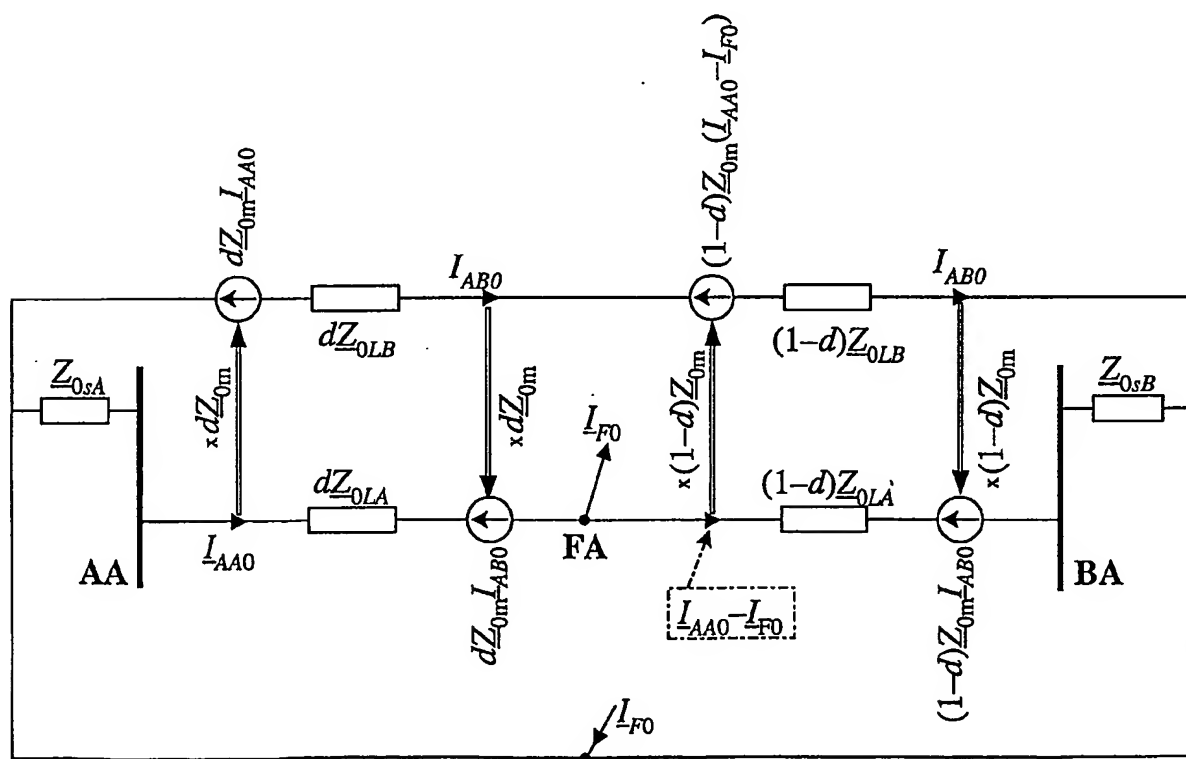 dZ0mIAA0
(1–d)Z0m(IAA0–IF0)
IAB0
IAB0
dZ0LB
(1–d)Z0LB
Z0sA
Z0sB
×dZ0m
×dZ0m
×(1–d)Z0m
×(1–d)Z0m
IF0
dZ0LA
(1–d)Z0LA
AA
IAA0
FA
BA
dZ0mIAB0
IAA0–IF0
(1–d)Z0mIAB0
IF0